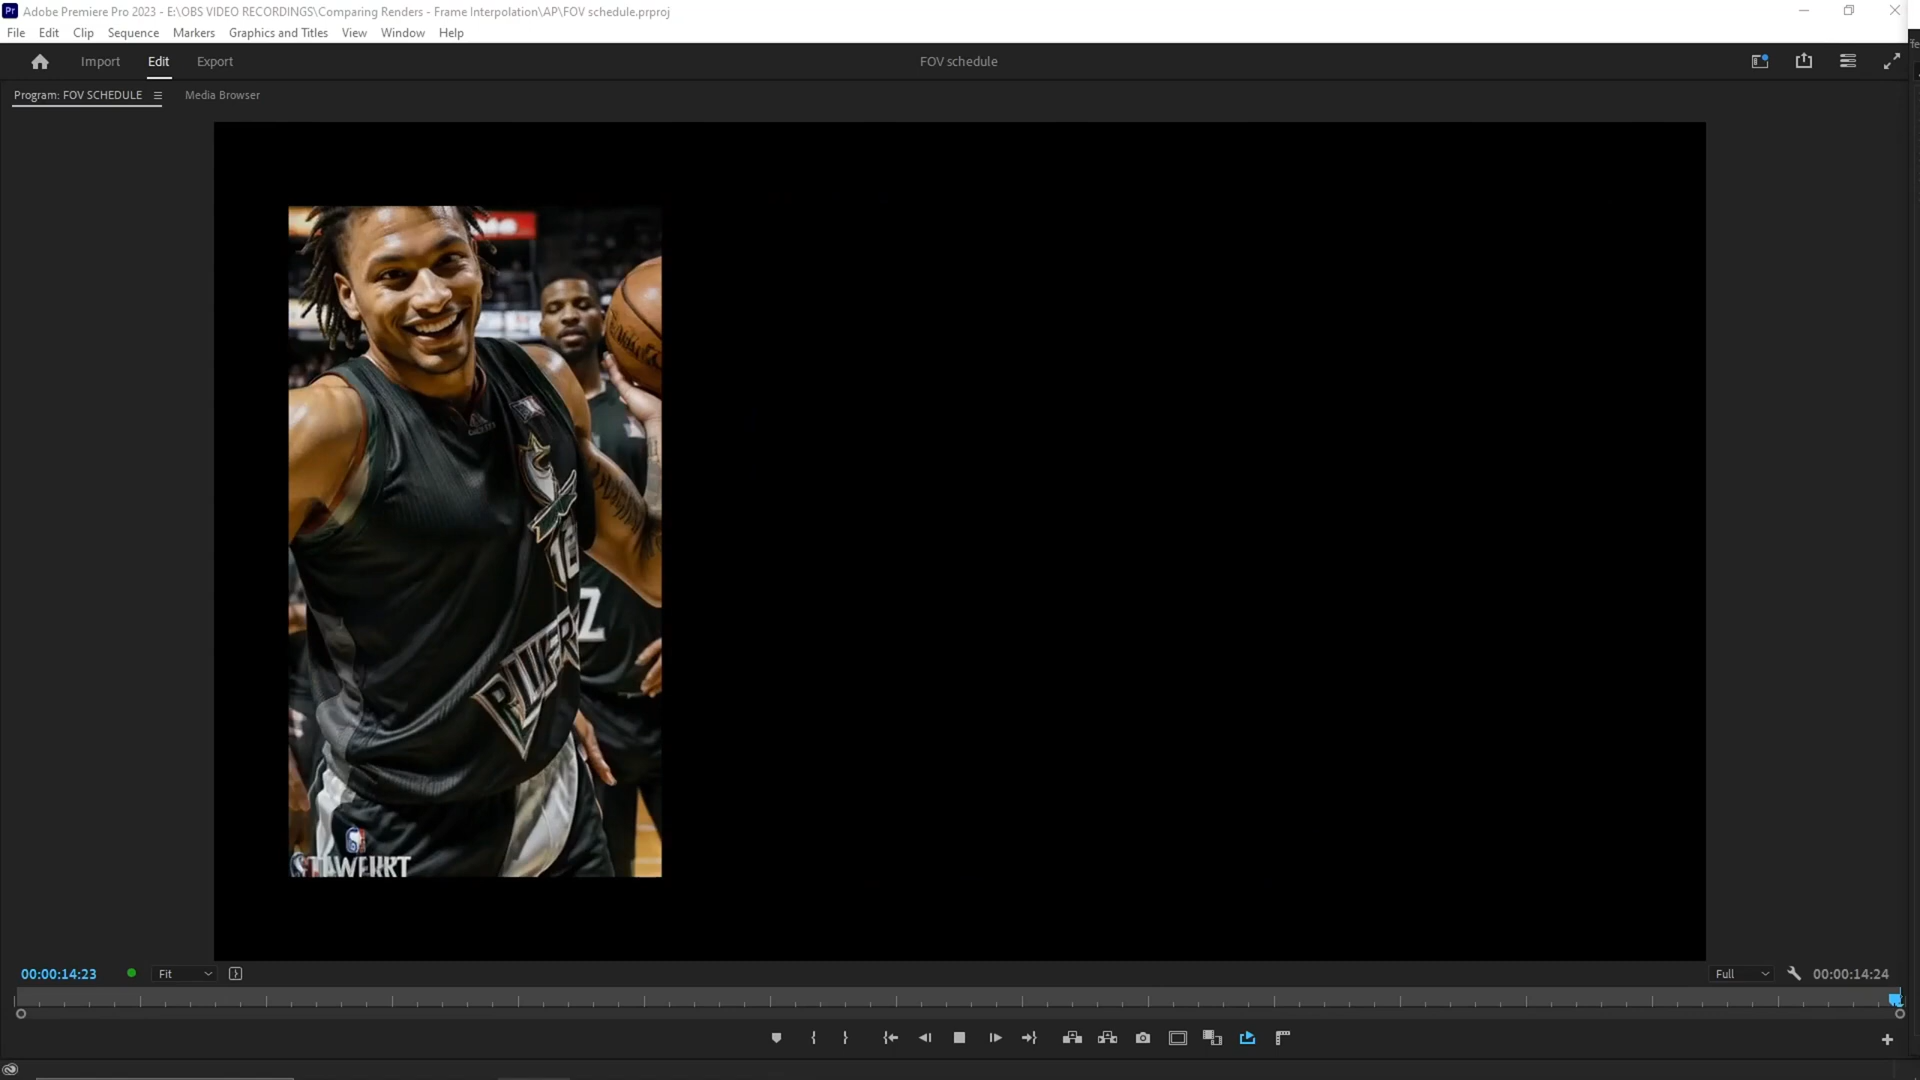 Adobe Premiere Pro 2023 - E:\OBS VIDEO RECORDINGS\Comparing Renders - Frame Interpolation\AP\FOV schedule.prproj
File Edit Clip Sequence Markers Graphics and Titles View Window Help
Import Edit Export FOV schedule
Program: FOV SCHEDULE Media Browser
Z
00:00:14:23 Fit Full 00:00:14:24